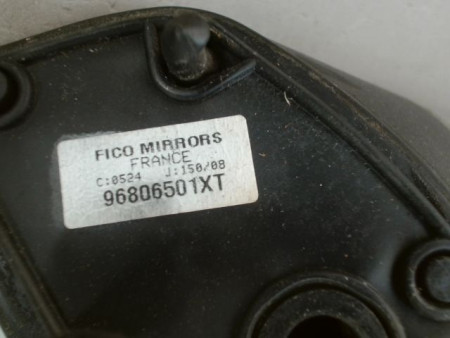 FICO MIRRORS
FRANCE
C:0524 J:150/08
96806501XT